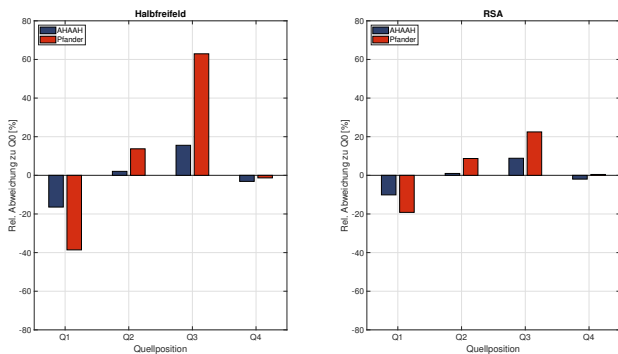 Halbfreifeld
AHAAH
Pfander
80
60
40
20
0
-20
-40
-60
-80
Rel. Abweichung zu Q0 [%]
Q1 Q2 Q3 Q4
Quellposition
RSA
AHAAH
Pfander
80
60
40
20
0
-20
-40
-60
-80
Rel. Abweichung zu Q0 [%]
Q1 Q2 Q3 Q4
Quellposition